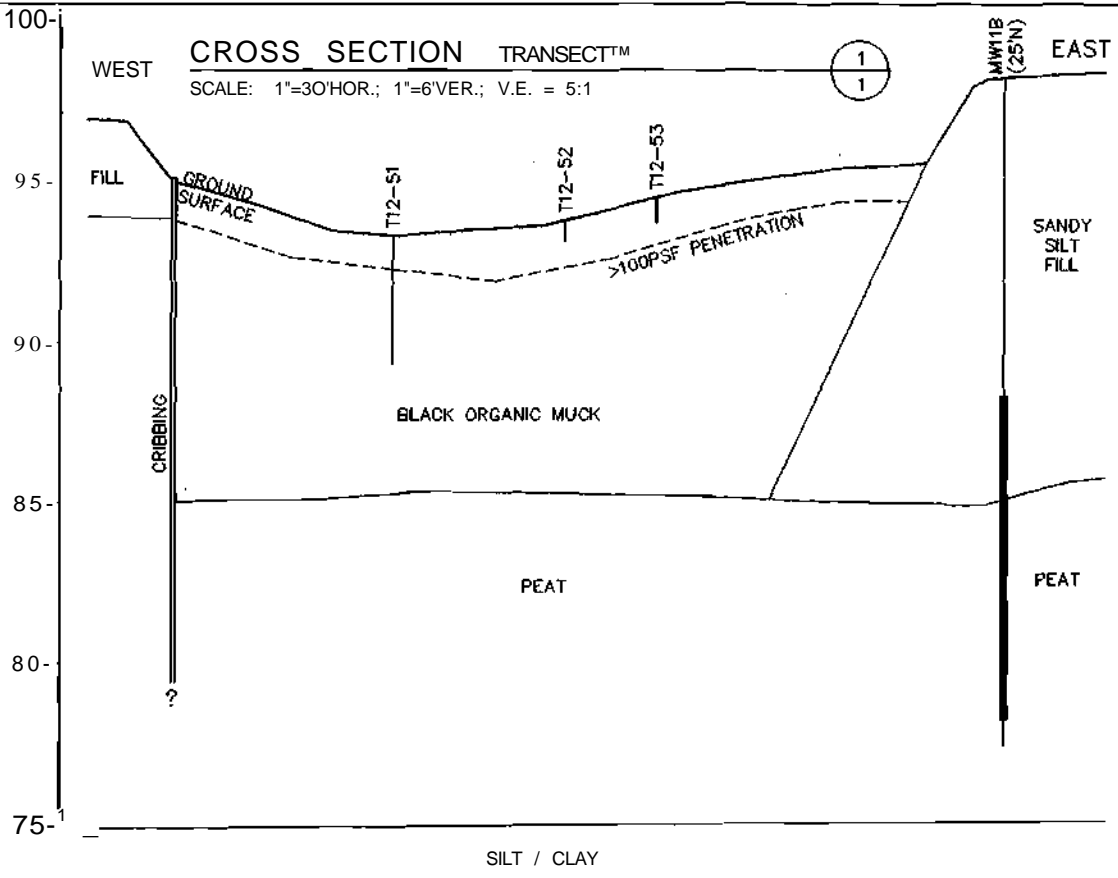 100-
CROSS SECTION TRANSECT™
WEST
1
1
MW11B
(25'N)
EAST
SCALE: 1"=3O'HOR.; 1"=6'VER.; V.E. = 5:1
95-
FILL
GROUND
SURFACE
T12-S1
T12-S2
T12-S3
>100PSF PENETRATION
SANDY
SILT
FILL
90-
CRIBBING
BLACK ORGANIC MUCK
85-
PEAT
PEAT
80-
?
75-1
SILT / CLAY